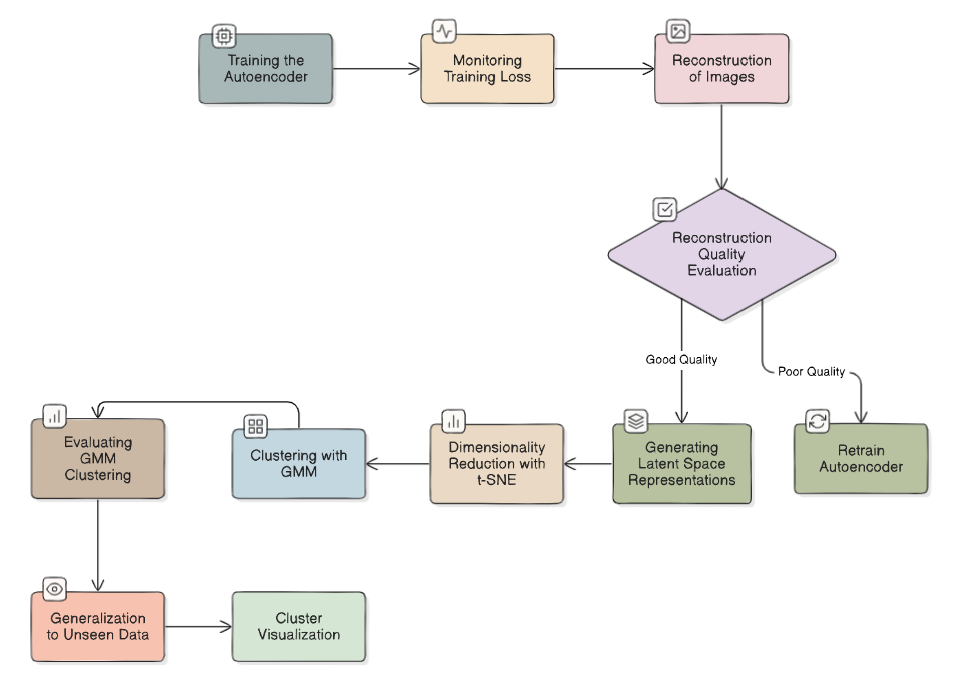 Training the
Autoencoder
Monitoring
Training Loss
Reconstruction
of Images
Reconstruction
Quality
Evaluation
Good Quality
Poor Quality
Evaluating
GMM
Clustering
Clustering with
GMM
Dimensionality
Reduction with
t-SNE
Generating
Latent Space
Representations
Retrain
Autoencoder
Generalization
to Unseen Data
Cluster
Visualization